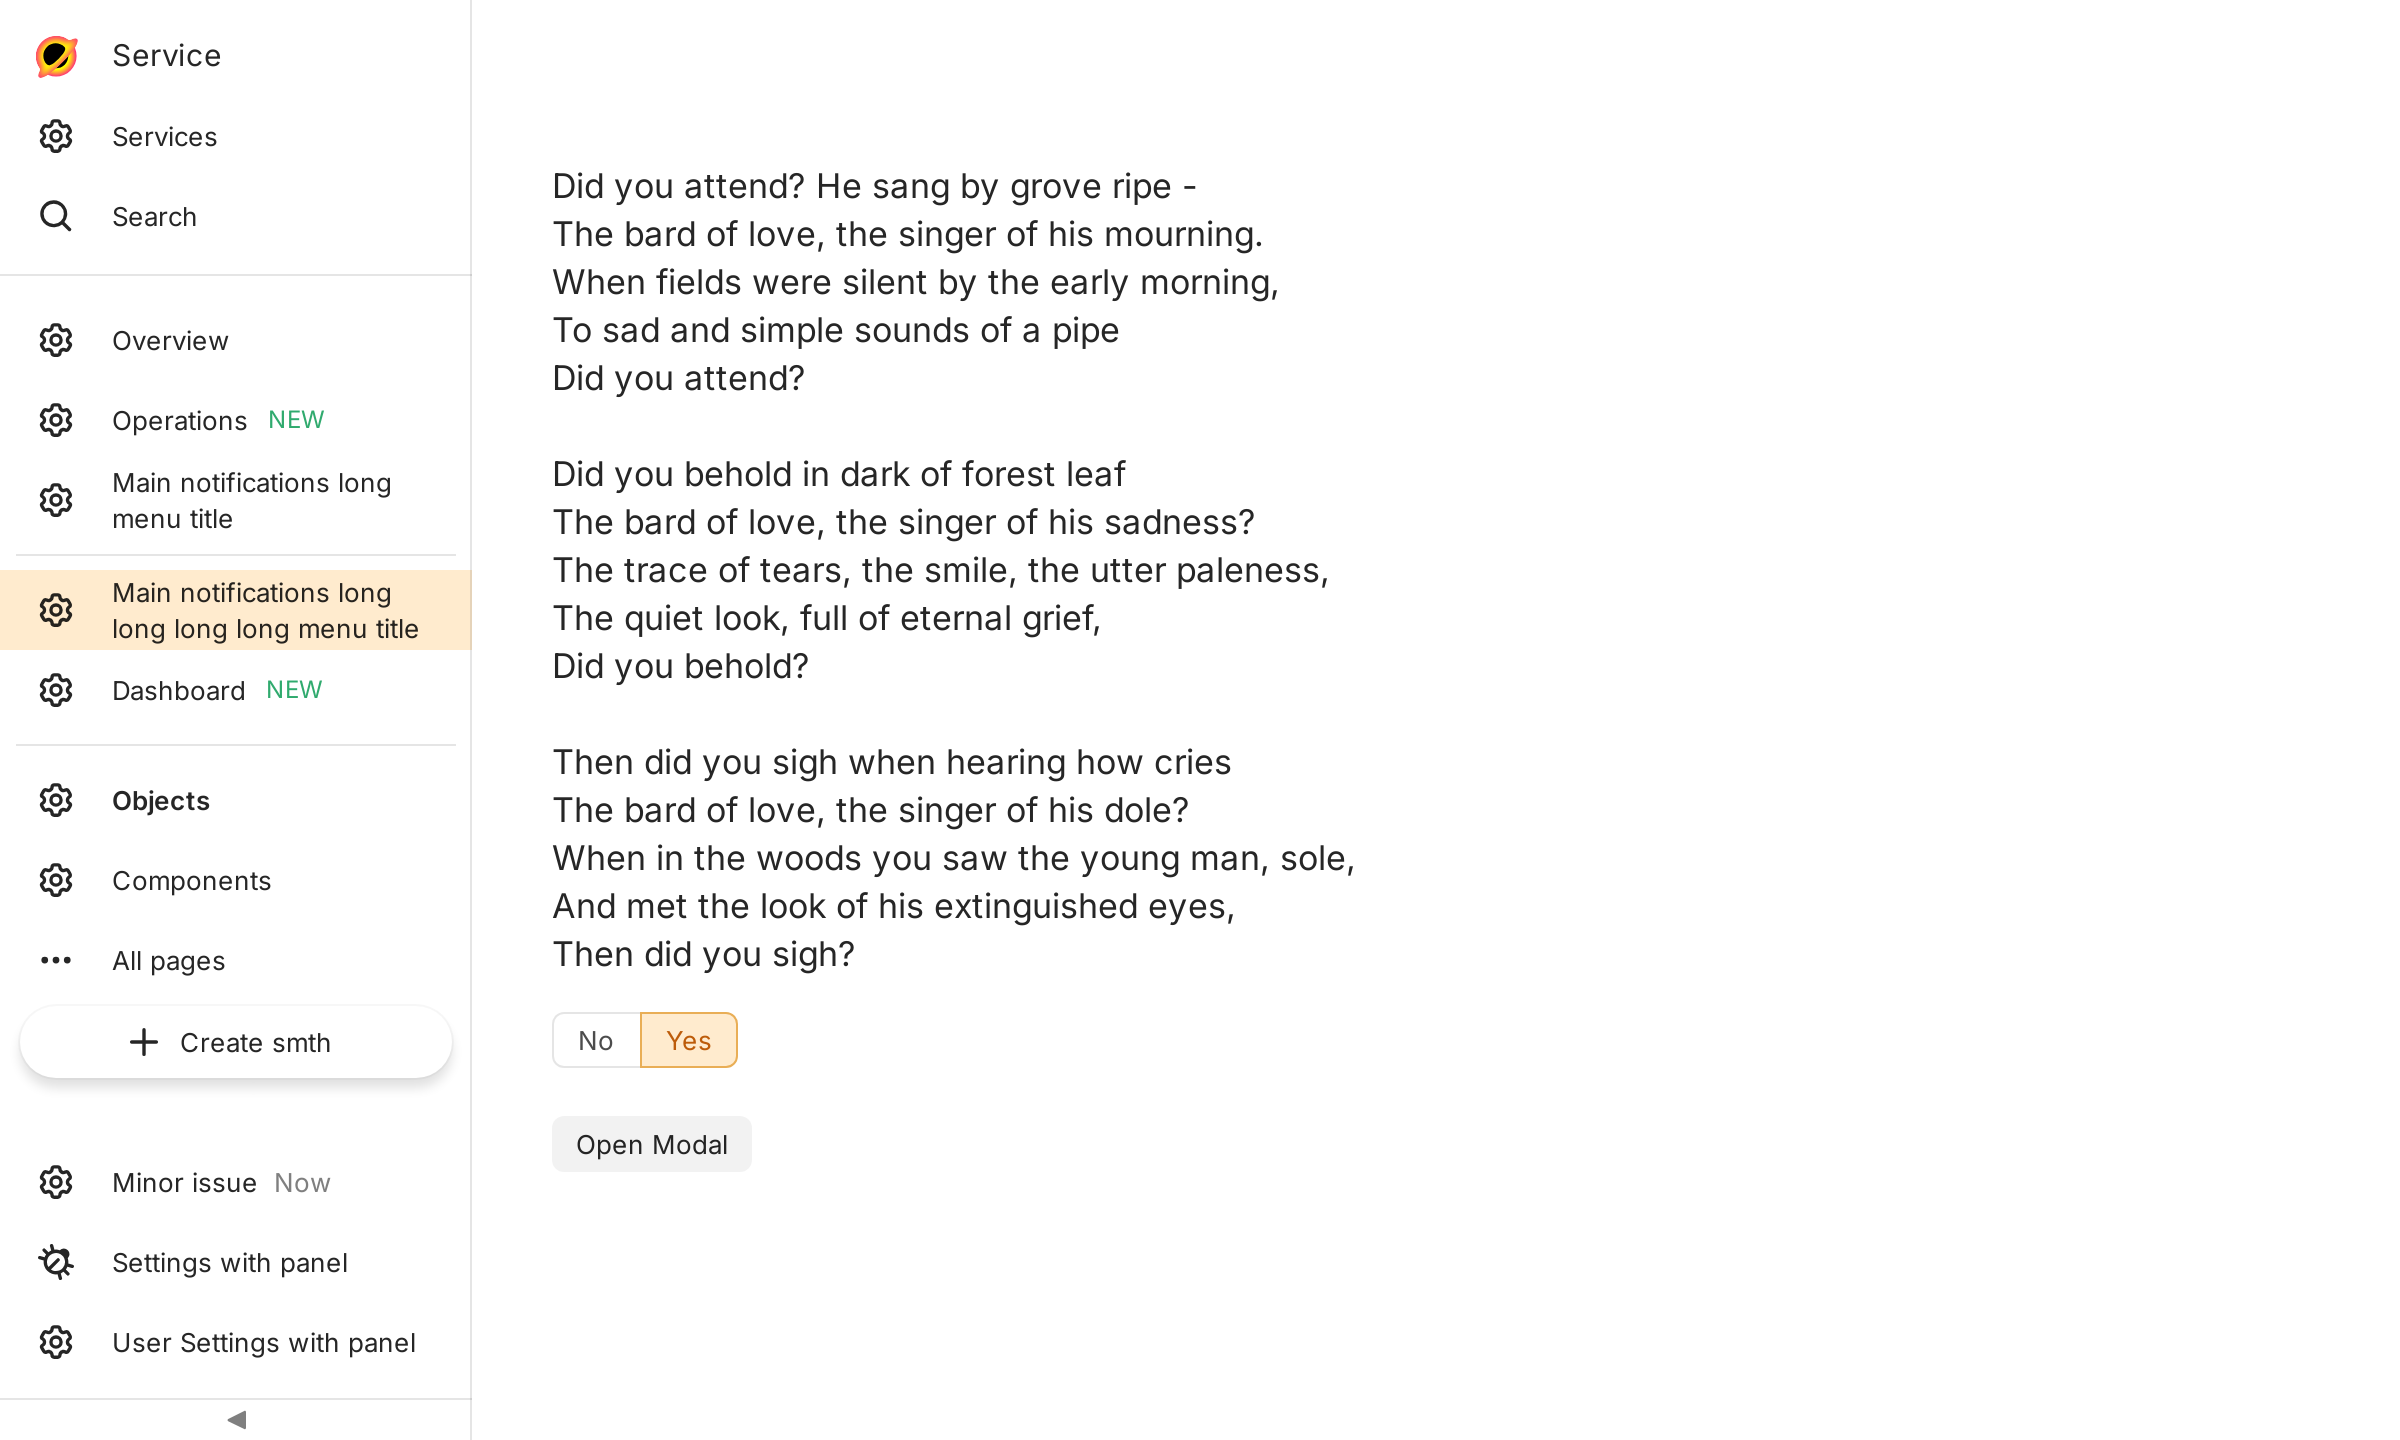 Service
Services
Search
Overview
Operations NEW
Main notifications long
menu title
Main notifications long
long long long menu title
Dashboard NEW
Objects
Components
All pages
Create smth
Minor issue Now
Settings with panel
User Settings with panel
Did you attend? He sang by grove ripe -
The bard of love, the singer of his mourning.
When fields were silent by the early morning,
To sad and simple sounds of a pipe
Did you attend?
Did you behold in dark of forest leaf
The bard of love, the singer of his sadness?
The trace of tears, the smile, the utter paleness,
The quiet look, full of eternal grief,
Did you behold?
Then did you sigh when hearing how cries
The bard of love, the singer of his dole?
When in the woods you saw the young man, sole,
And met the look of his extinguished eyes,
Then did you sigh?
No Yes
Open Modal